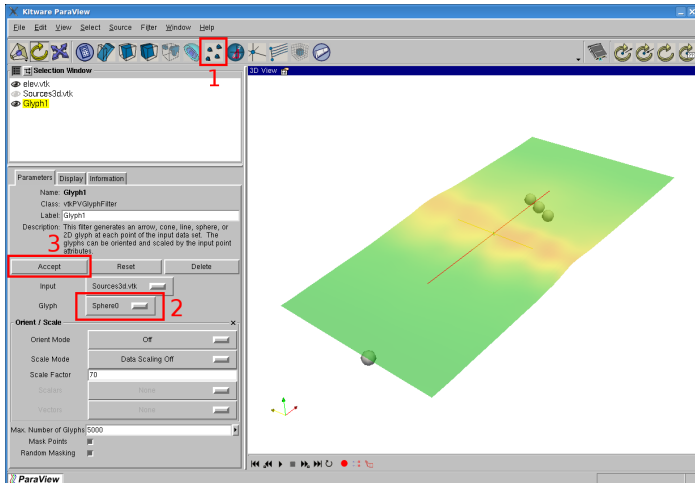 Kitware ParaView
File Edit View Select Source Filter Window Help
1
Selection Window
3D View
elev.vtk
Sources3d.vtk
Glyph1
Parameters Display Information
Name: Glyph1
Class: vtkPVGlyphFilter
Label: Glyph1
Description: This filter generates an arrow, cone, line, sphere, or
2D glyph at each point of the input data set. The
glyphs can be oriented and scaled by the input point
attributes.
3
Accept Reset Delete
Input Sources3d.vtk
Glyph Sphere0
2
Orient / Scale
Orient Mode Off
Scale Mode Data Scaling Off
Scale Factor 70
Scalars None
Vectors None
Max. Number of Glyphs 5000
Mask Points
Random Masking
ParaView